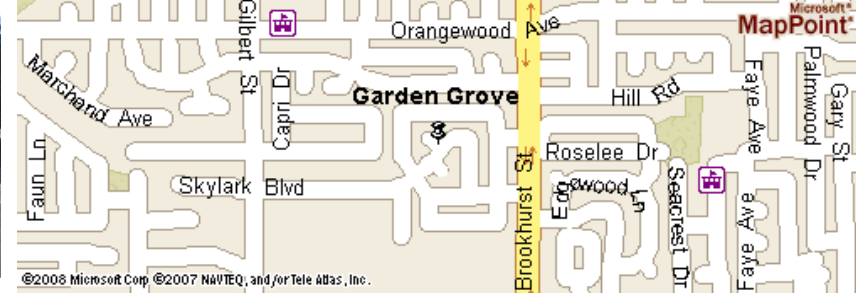 Microsoft®
MapPoint®
Gilbert St
Orangewood Ave
Marchand Ave
Capri Dr
Garden Grove
Hill Rd
Faye Ave
Palmwood Dr
Gary St
Faun Ln
Skylark Blvd
Brookhurst St
Roselee Dr
wood Ln
Seacrest Dr
Faye Ave
©2008 Microsoft Corp ©2007 NAVTEQ, and/or Tele Atlas, Inc.